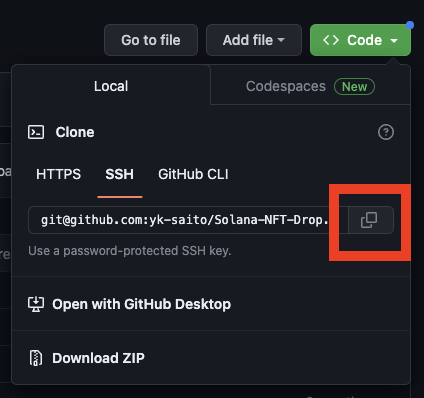 Go to file
Add file
Code
Local
Codespaces New
Clone
HTTPS SSH GitHub CLI
git@github.com:yk-saito/Solana-NFT-Drop.
Use a password-protected SSH key.
Open with GitHub Desktop
Download ZIP